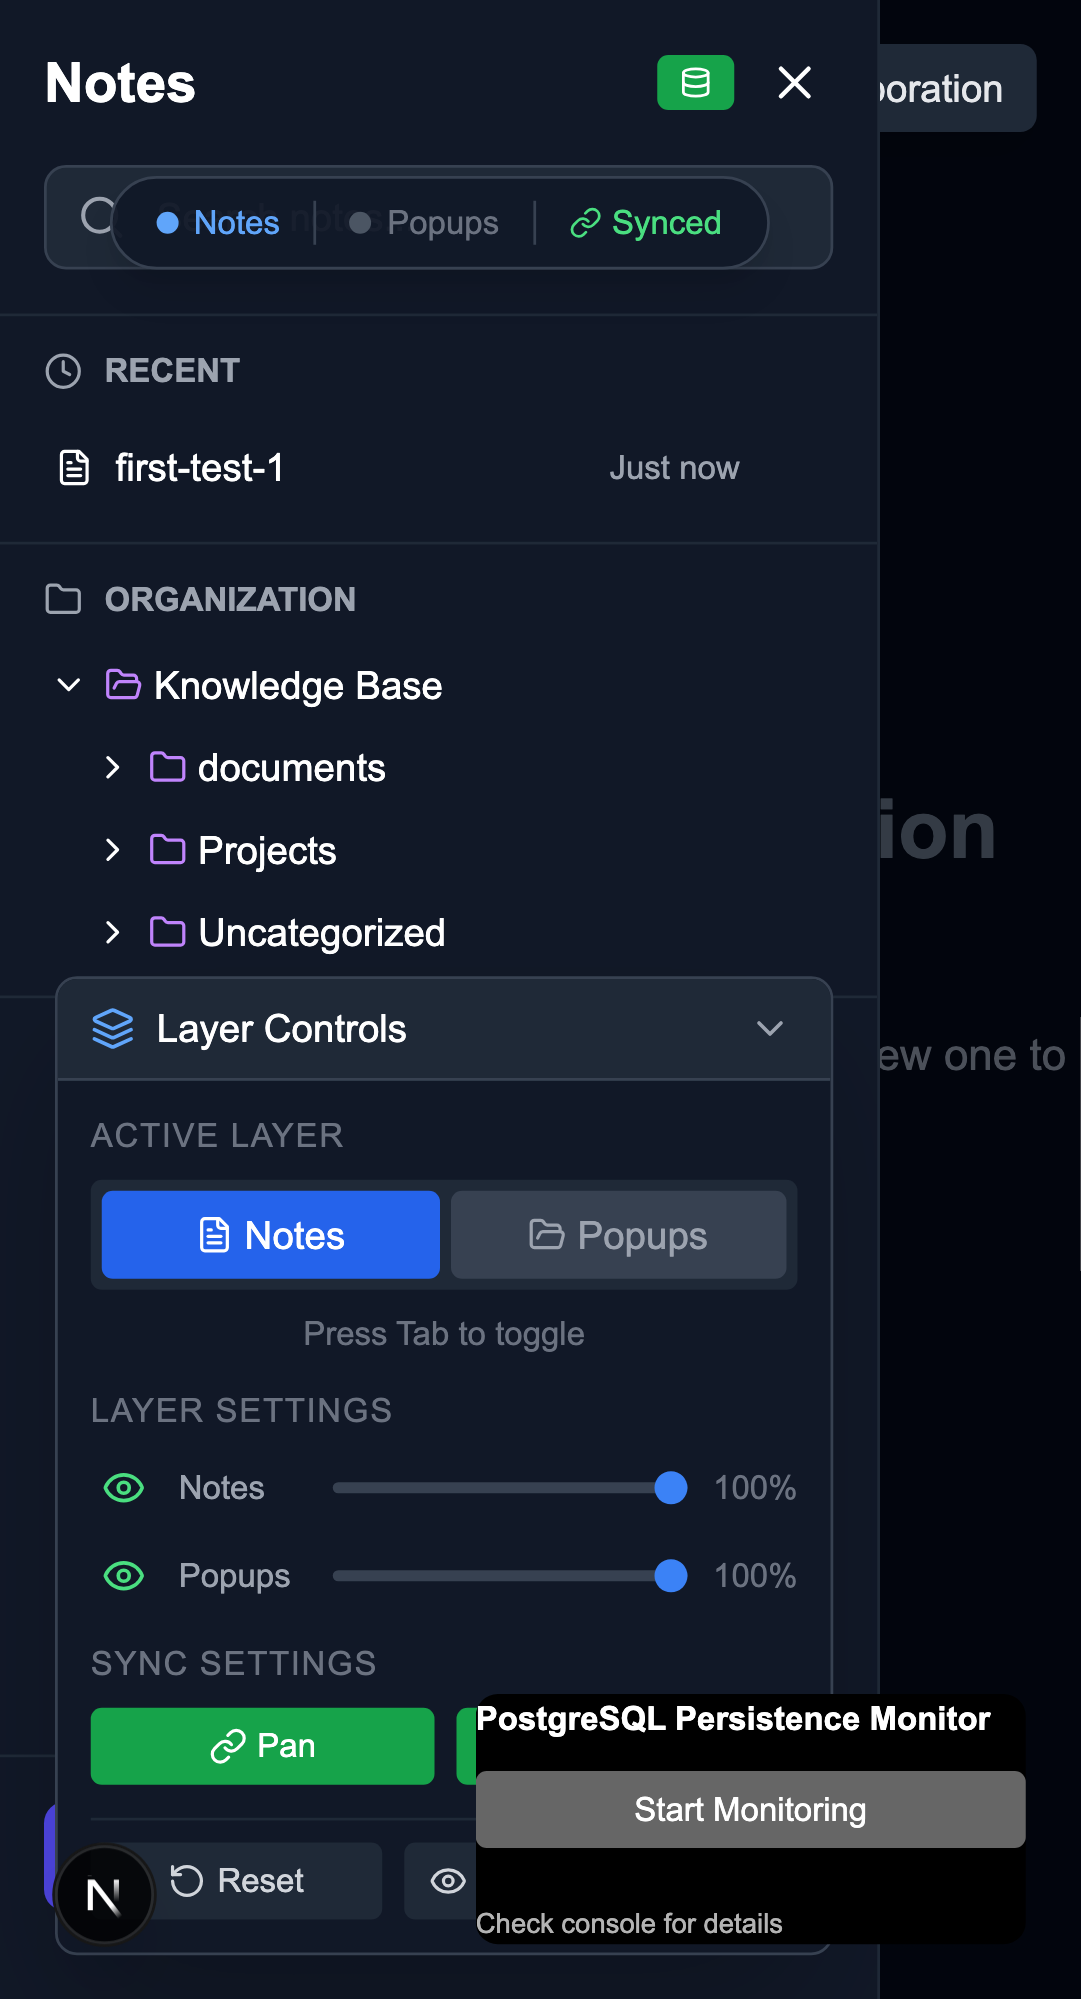 Notes
oration
Notes
Popups
Synced
RECENT
first-test-1
Just now
ORGANIZATION
Knowledge Base
documents
Projects
ion
Uncategorized
Layer Controls
ew one to
ACTIVE LAYER
Notes
Popups
Press Tab to toggle
LAYER SETTINGS
Notes
100%
Popups
100%
SYNC SETTINGS
PostgreSQL Persistence Monitor
Pan
Start Monitoring
Reset
N
Check console for details